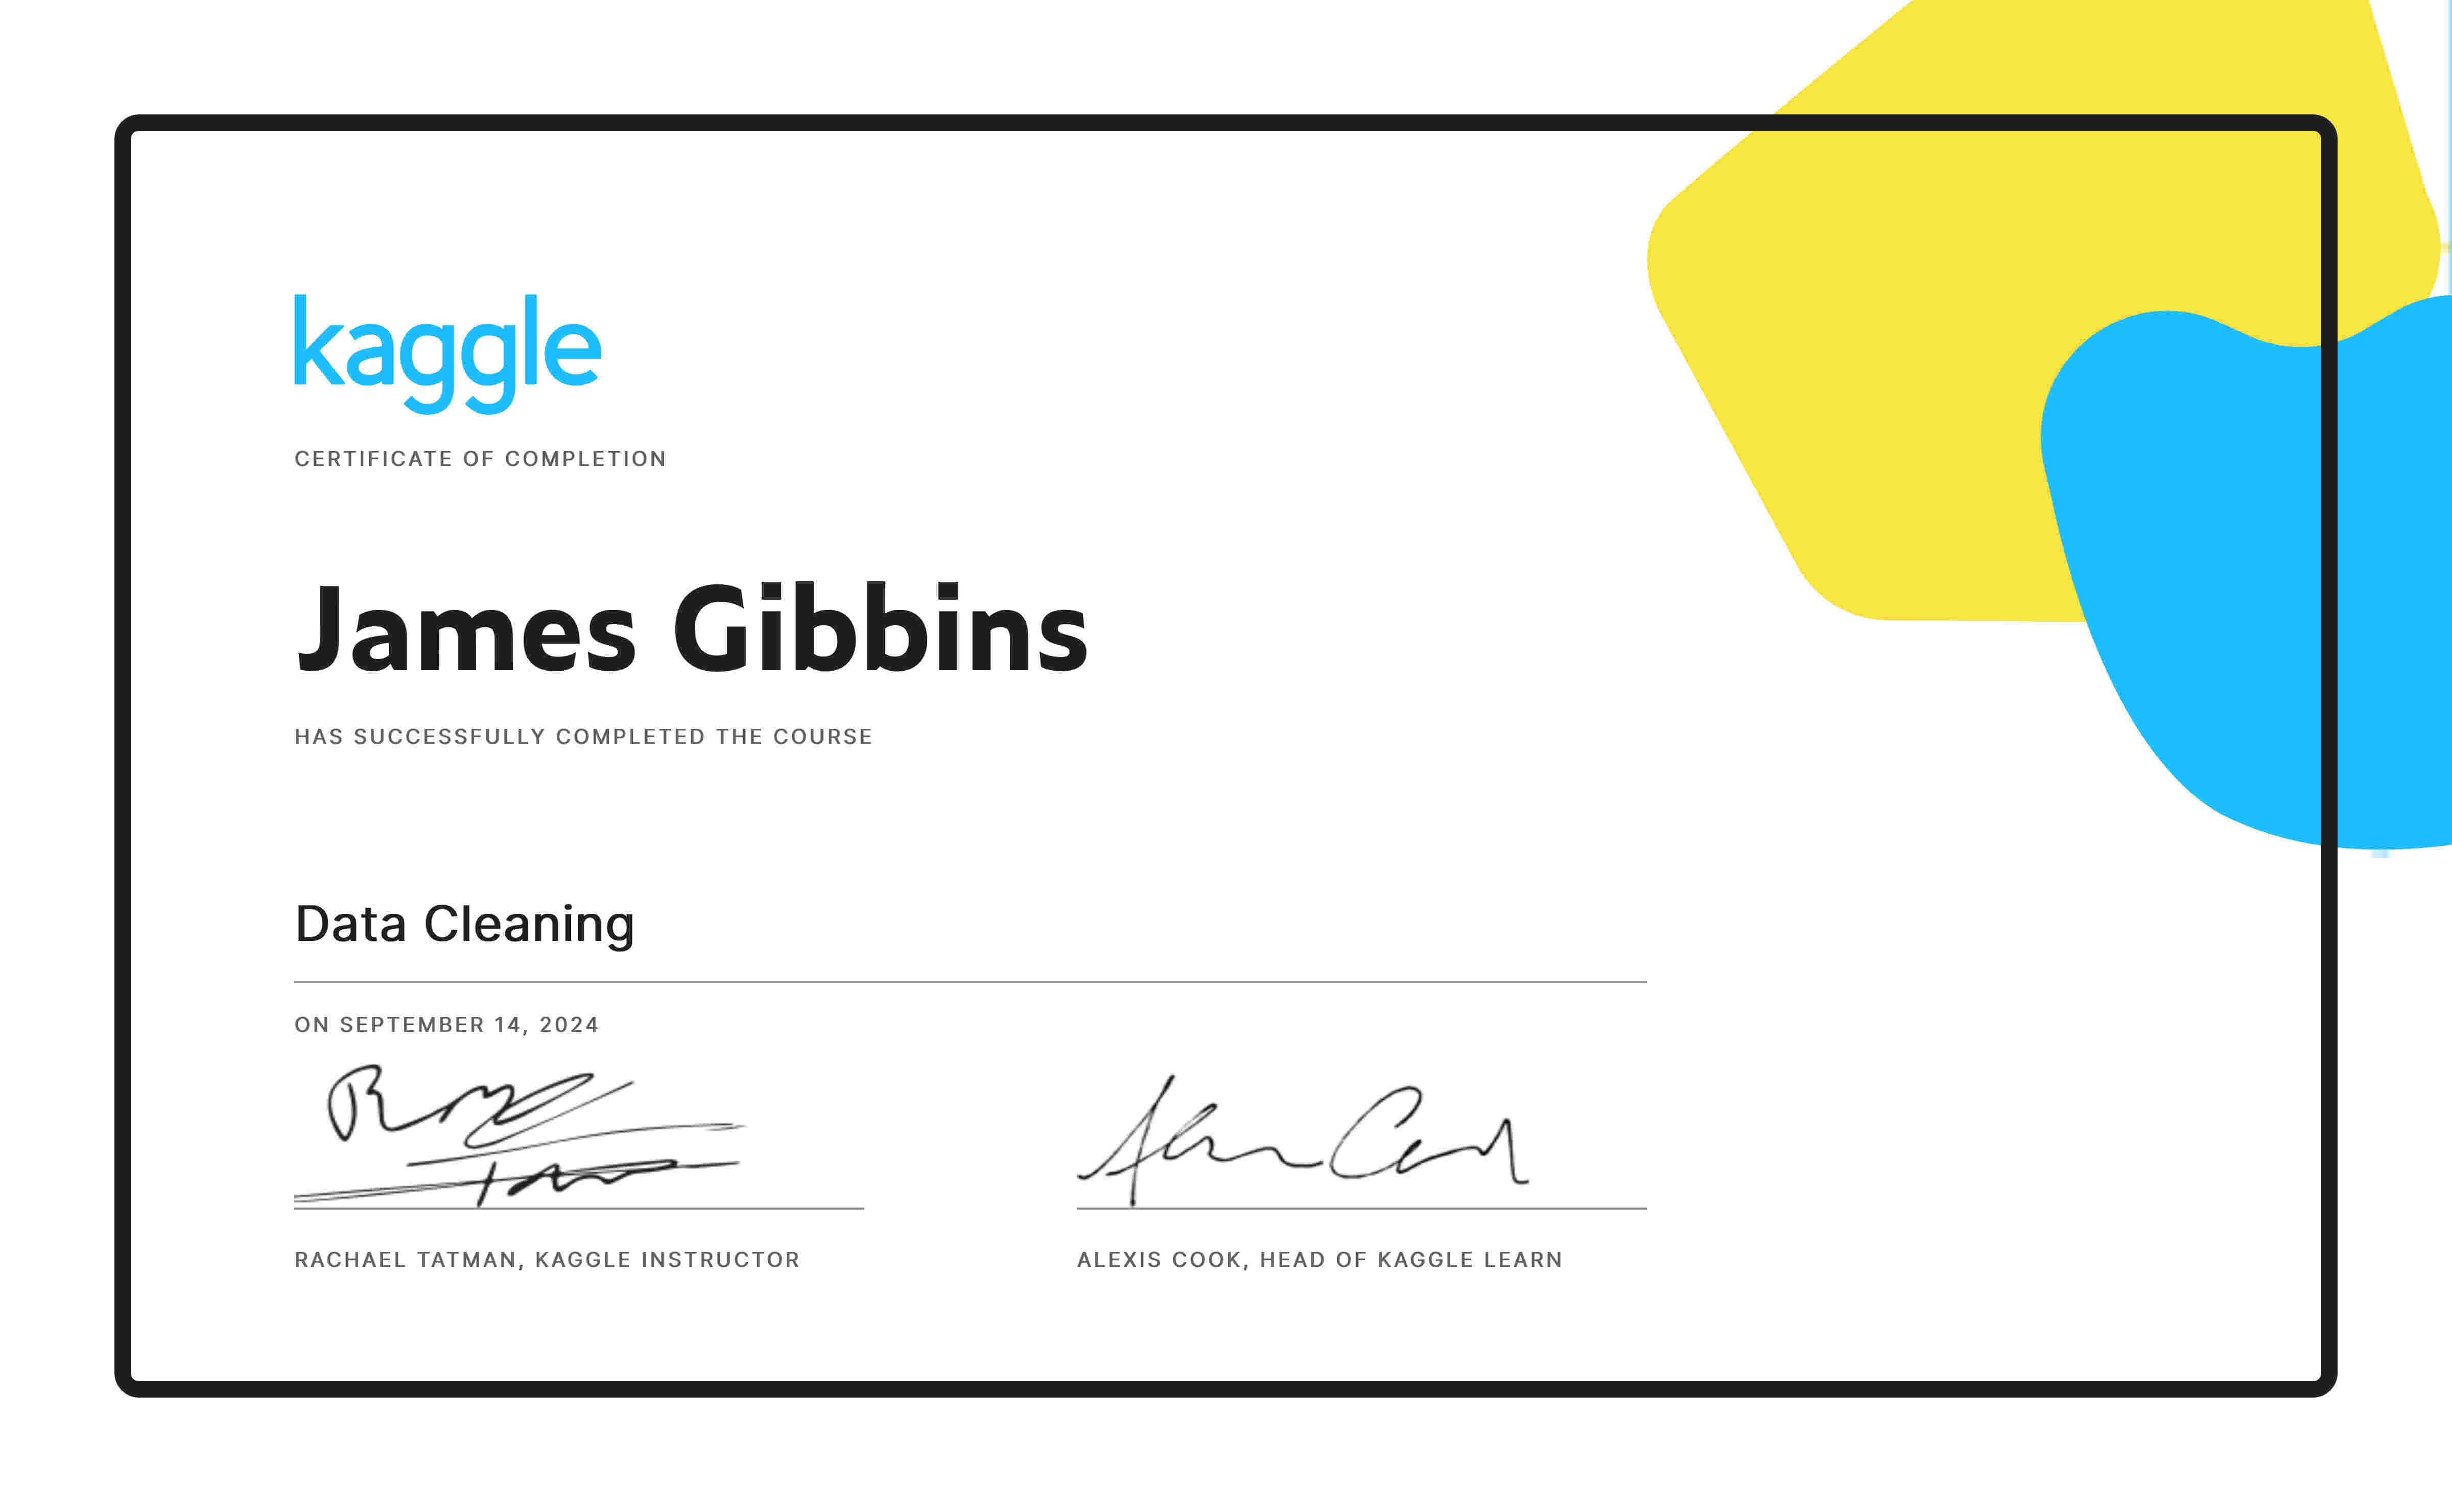 kaggle
CERTIFICATE OF COMPLETION
James Gibbins
HAS SUCCESSFULLY COMPLETED THE COURSE
Data Cleaning
ON SEPTEMBER 14, 2024
RACHAEL TATMAN, KAGGLE INSTRUCTOR
ALEXIS COOK, HEAD OF KAGGLE LEARN